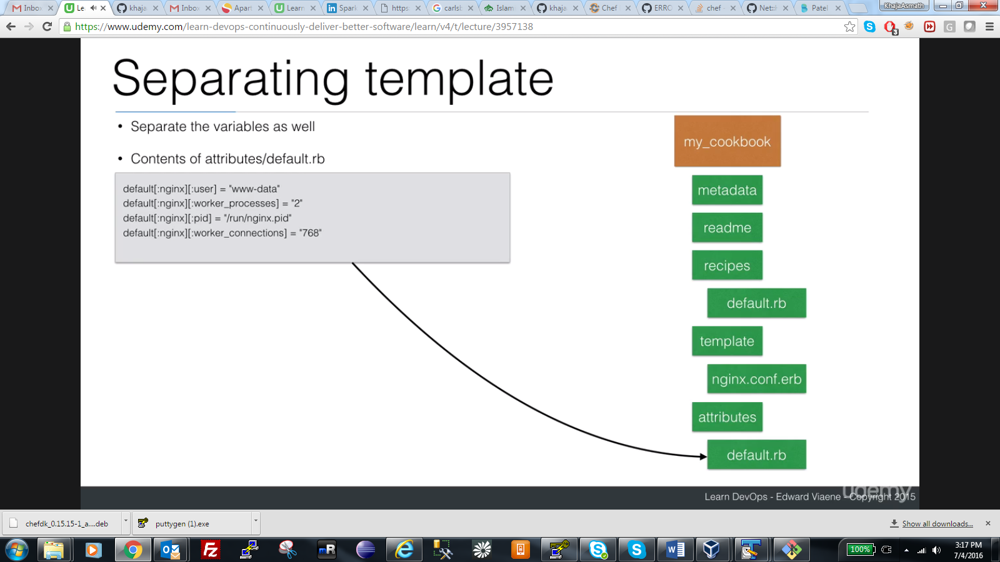 Inbox
Le
khaja
Inbox
Apart
Learn
Spark
https:
carlsb
Islam
khaja
Chef
ERRO
chef
Net::H
Patel
KhajaAsmath
https://www.udemy.com/learn-devops-continuously-deliver-better-software/learn/v4/t/lecture/3957138
3
Separating template
• Separate the variables as well
• Contents of attributes/default.rb
default[:nginx][:user] = "www-data"
default[:nginx][:worker_processes] = "2"
default[:nginx][:pid] = "/run/nginx.pid"
default[:nginx][:worker_connections] = "768"
my_cookbook
metadata
readme
recipes
default.rb
template
nginx.conf.erb
attributes
default.rb
udemy
Learn DevOps - Edward Viaene - Copyright 2015
chefdk_0.15.15-1_a....deb
puttygen (1).exe
Show all downloads...
100%
3:17 PM
7/4/2016